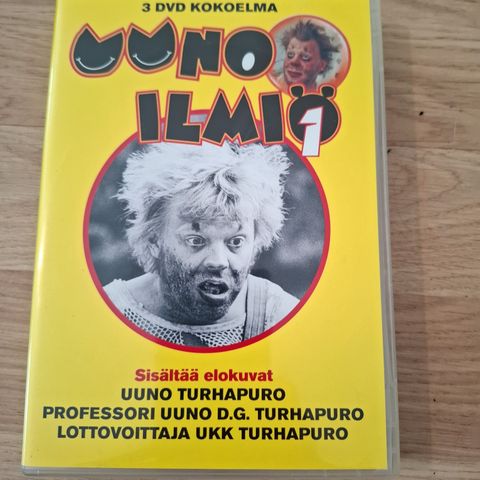 3 DVD KOKOELMA
UUNO
ILMIÖ 1
Sisältää elokuvat
UUNO TURHAPURO
PROFESSORI UUNO D.G. TURHAPURO
LOTTOVOITTAJA UKK TURHAPURO